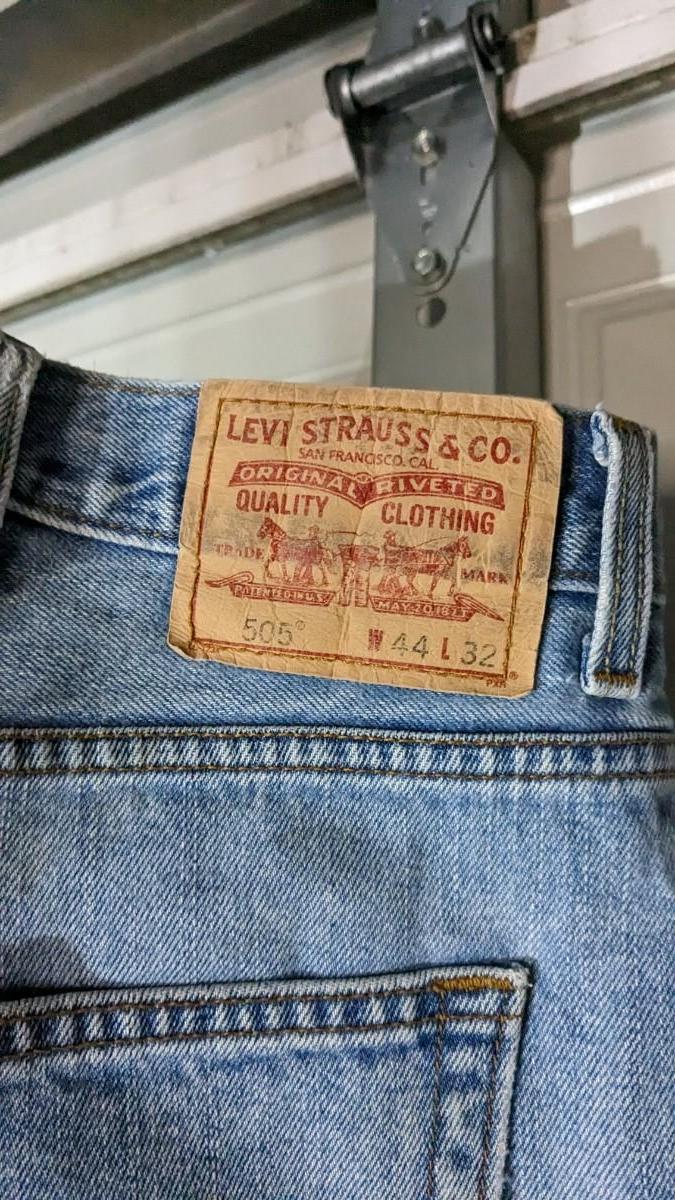 LEVI STRAUSS & CO.
SAN FRANCISCO. CAL.
ORIGINAL RIVETED
QUALITY CLOTHING
TRADE MARK
PATENTED IN U.S. MAY 20 1873
505® W 44 L 32
®